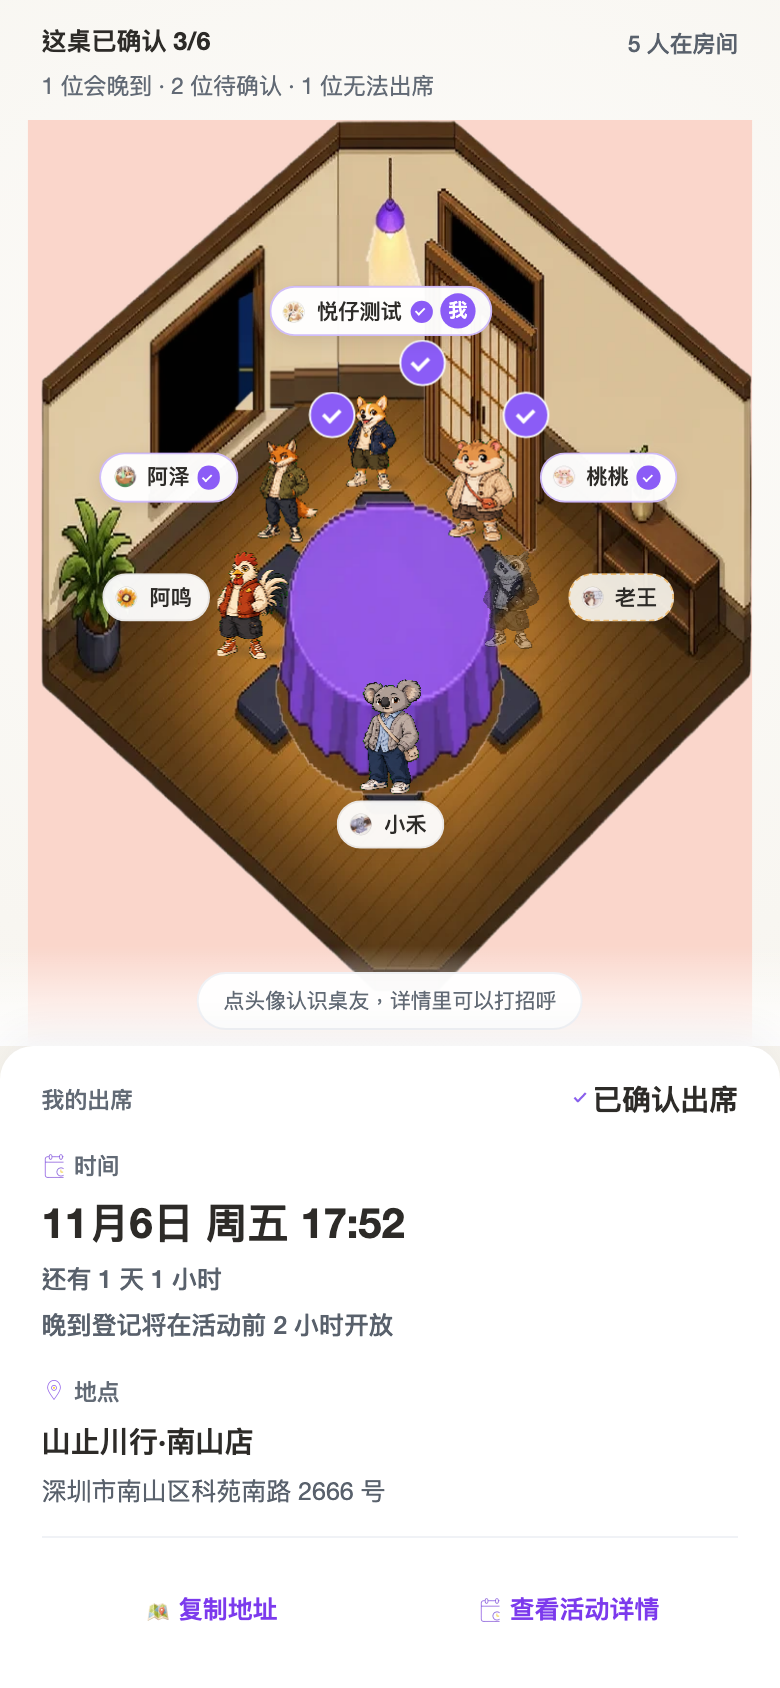 这桌已确认 3/6
5 人在房间
1 位会晚到 · 2 位待确认 · 1 位无法出席
悦仔测试 我
阿泽
桃桃
阿鸣
老王
小禾
点头像认识桌友，详情里可以打招呼
我的出席
已确认出席
时间
11月6日 周五 17:52
还有 1 天 1 小时
晚到登记将在活动前 2 小时开放
地点
山止川行·南山店
深圳市南山区科苑南路 2666 号
复制地址
查看活动详情